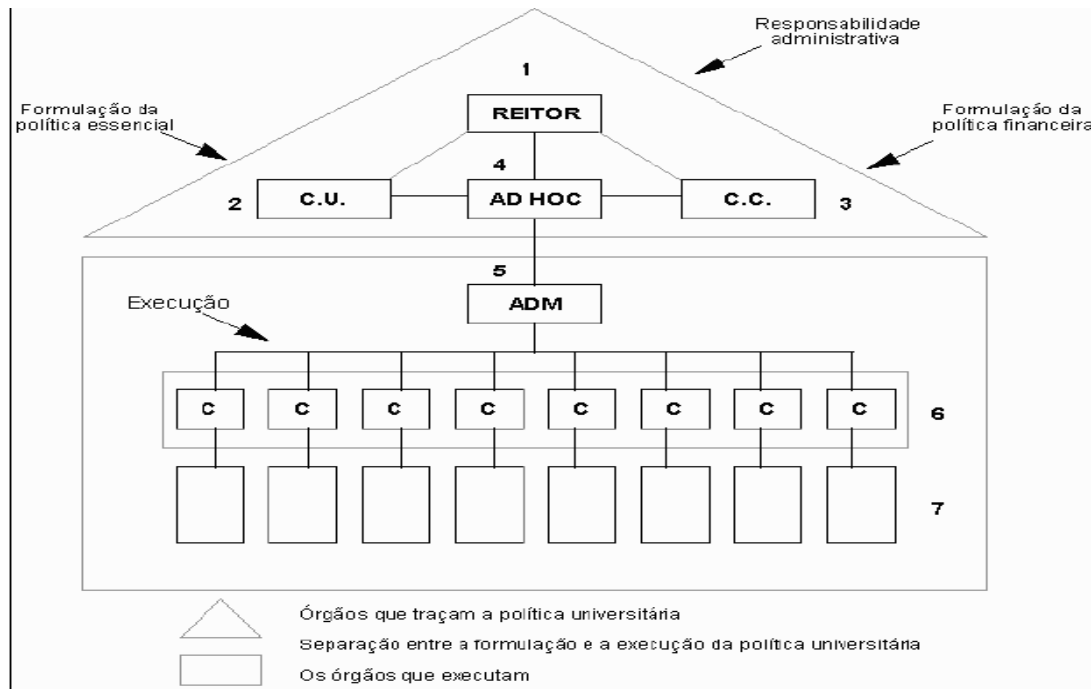 Responsabilidade
administrativa
1
Formulação da
política essencial
Formulação da
política financeira
REITOR
4
2
C.U.
AD HOC
C.C.
3
5
ADM
Execução
C C C C C C C C
6
7
Órgãos que traçam a política universitária
Separação entre a formulação e a execução da política universitária
Os órgãos que executam